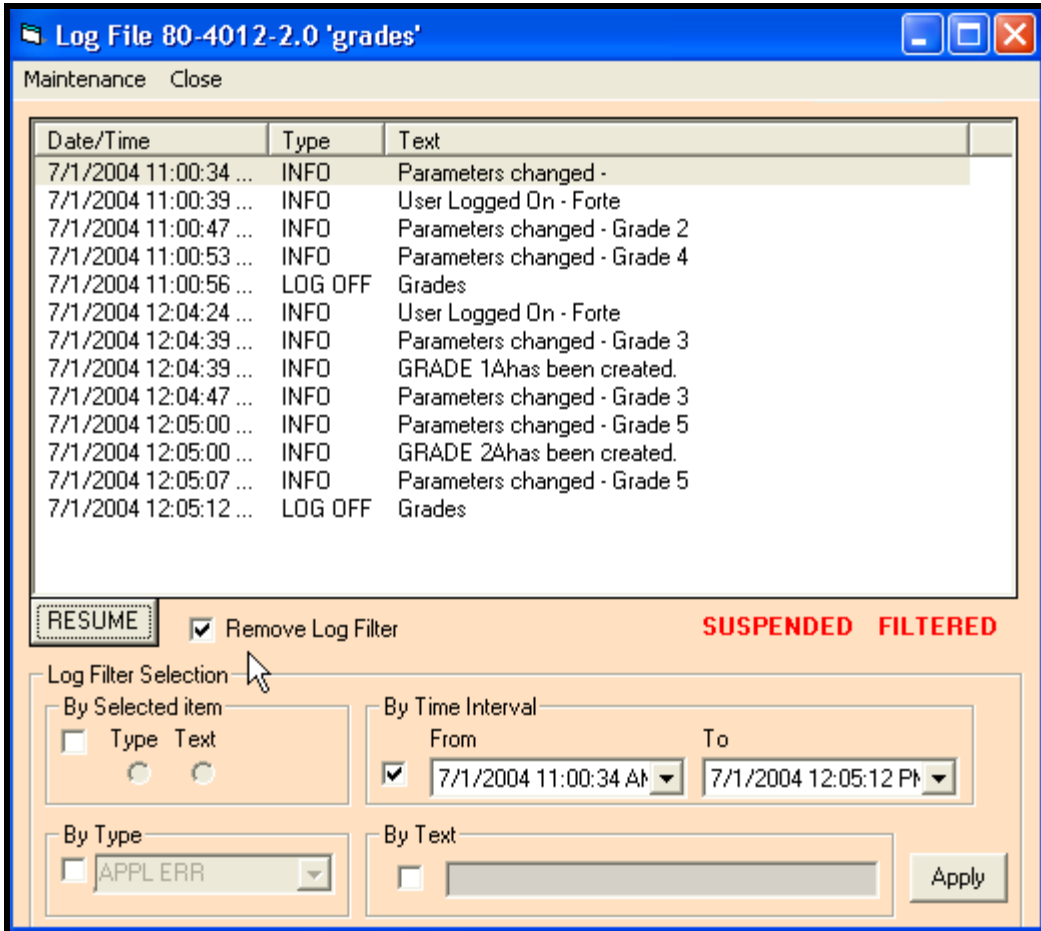 Log File 80-4012-2.0 'grades'
Maintenance Close
Date/Time Type Text
7/1/2004 11:00:34 ... INFO Parameters changed -
7/1/2004 11:00:39 ... INFO User Logged On - Forte
7/1/2004 11:00:47 ... INFO Parameters changed - Grade 2
7/1/2004 11:00:53 ... INFO Parameters changed - Grade 4
7/1/2004 11:00:56 ... LOG OFF Grades
7/1/2004 12:04:24 ... INFO User Logged On - Forte
7/1/2004 12:04:39 ... INFO Parameters changed - Grade 3
7/1/2004 12:04:39 ... INFO GRADE 1Ahas been created.
7/1/2004 12:04:47 ... INFO Parameters changed - Grade 3
7/1/2004 12:05:00 ... INFO Parameters changed - Grade 5
7/1/2004 12:05:00 ... INFO GRADE 2Ahas been created.
7/1/2004 12:05:07 ... INFO Parameters changed - Grade 5
7/1/2004 12:05:12 ... LOG OFF Grades
RESUME Remove Log Filter SUSPENDED FILTERED
Log Filter Selection
By Selected item By Time Interval
Type Text From To
7/1/2004 11:00:34 AM 7/1/2004 12:05:12 PM
By Type By Text
APPL ERR Apply